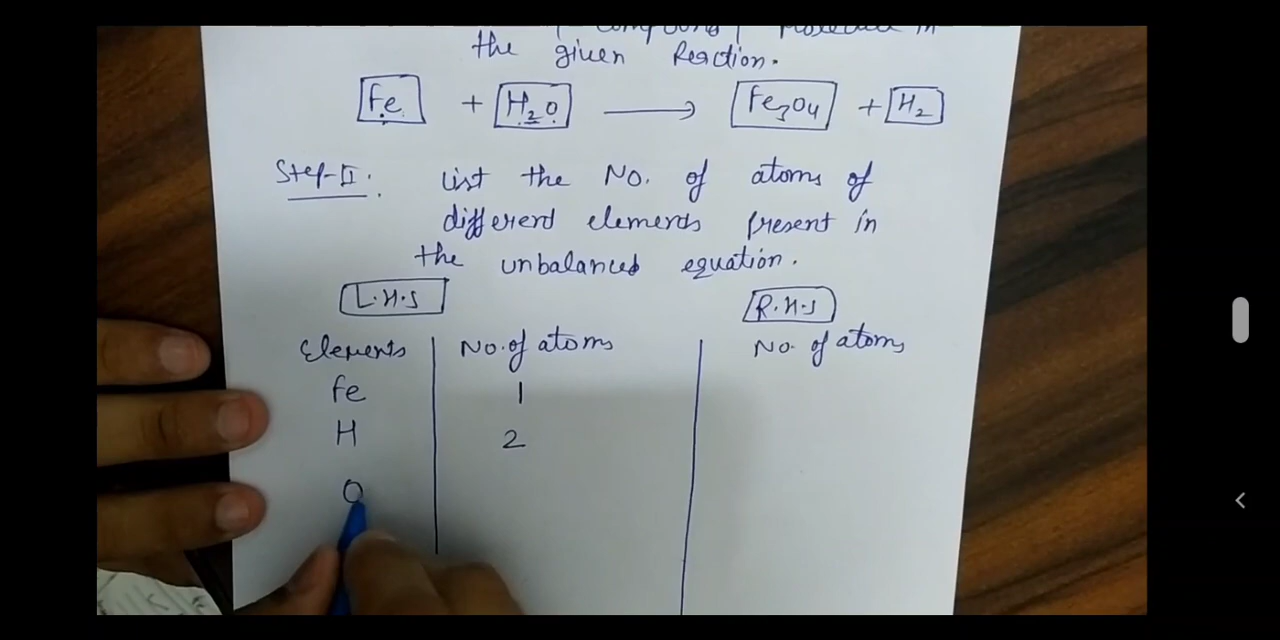 the given Reaction.
Fe + H2O → Fe3O4 + H2
Step-II. List the No. of atoms of
different elements present in
the unbalanced equation.
L.H.S R.H.S
Elements No. of atoms No. of atoms
Fe 1
H 2
O